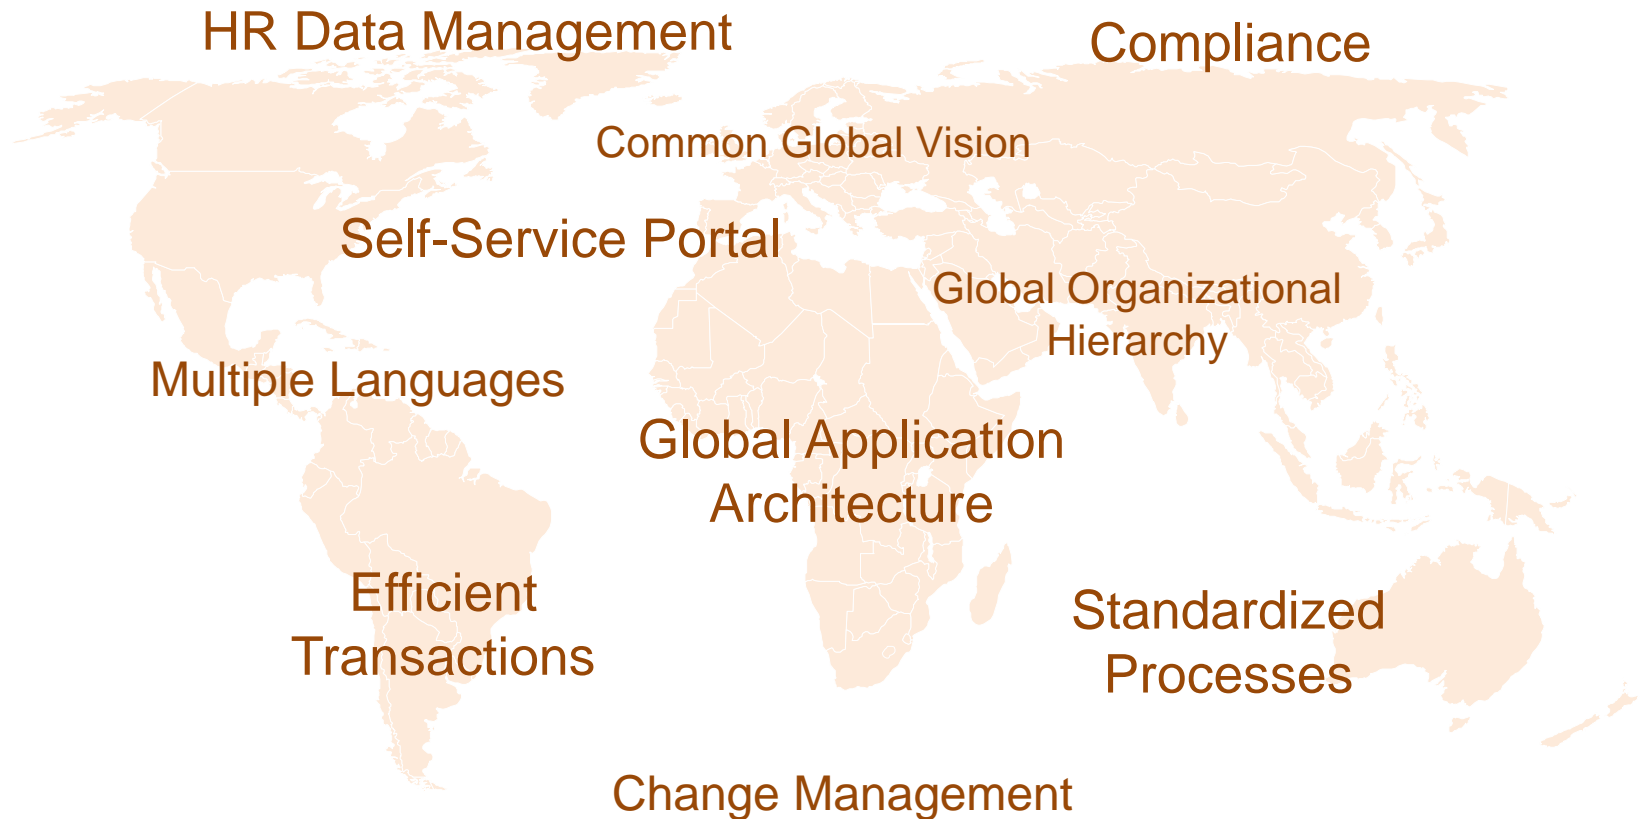 HR Data Management
Compliance
Common Global Vision
Self-Service Portal
Global Organizational
Hierarchy
Multiple Languages
Global Application
Architecture
Efficient
Transactions
Standardized
Processes
Change Management